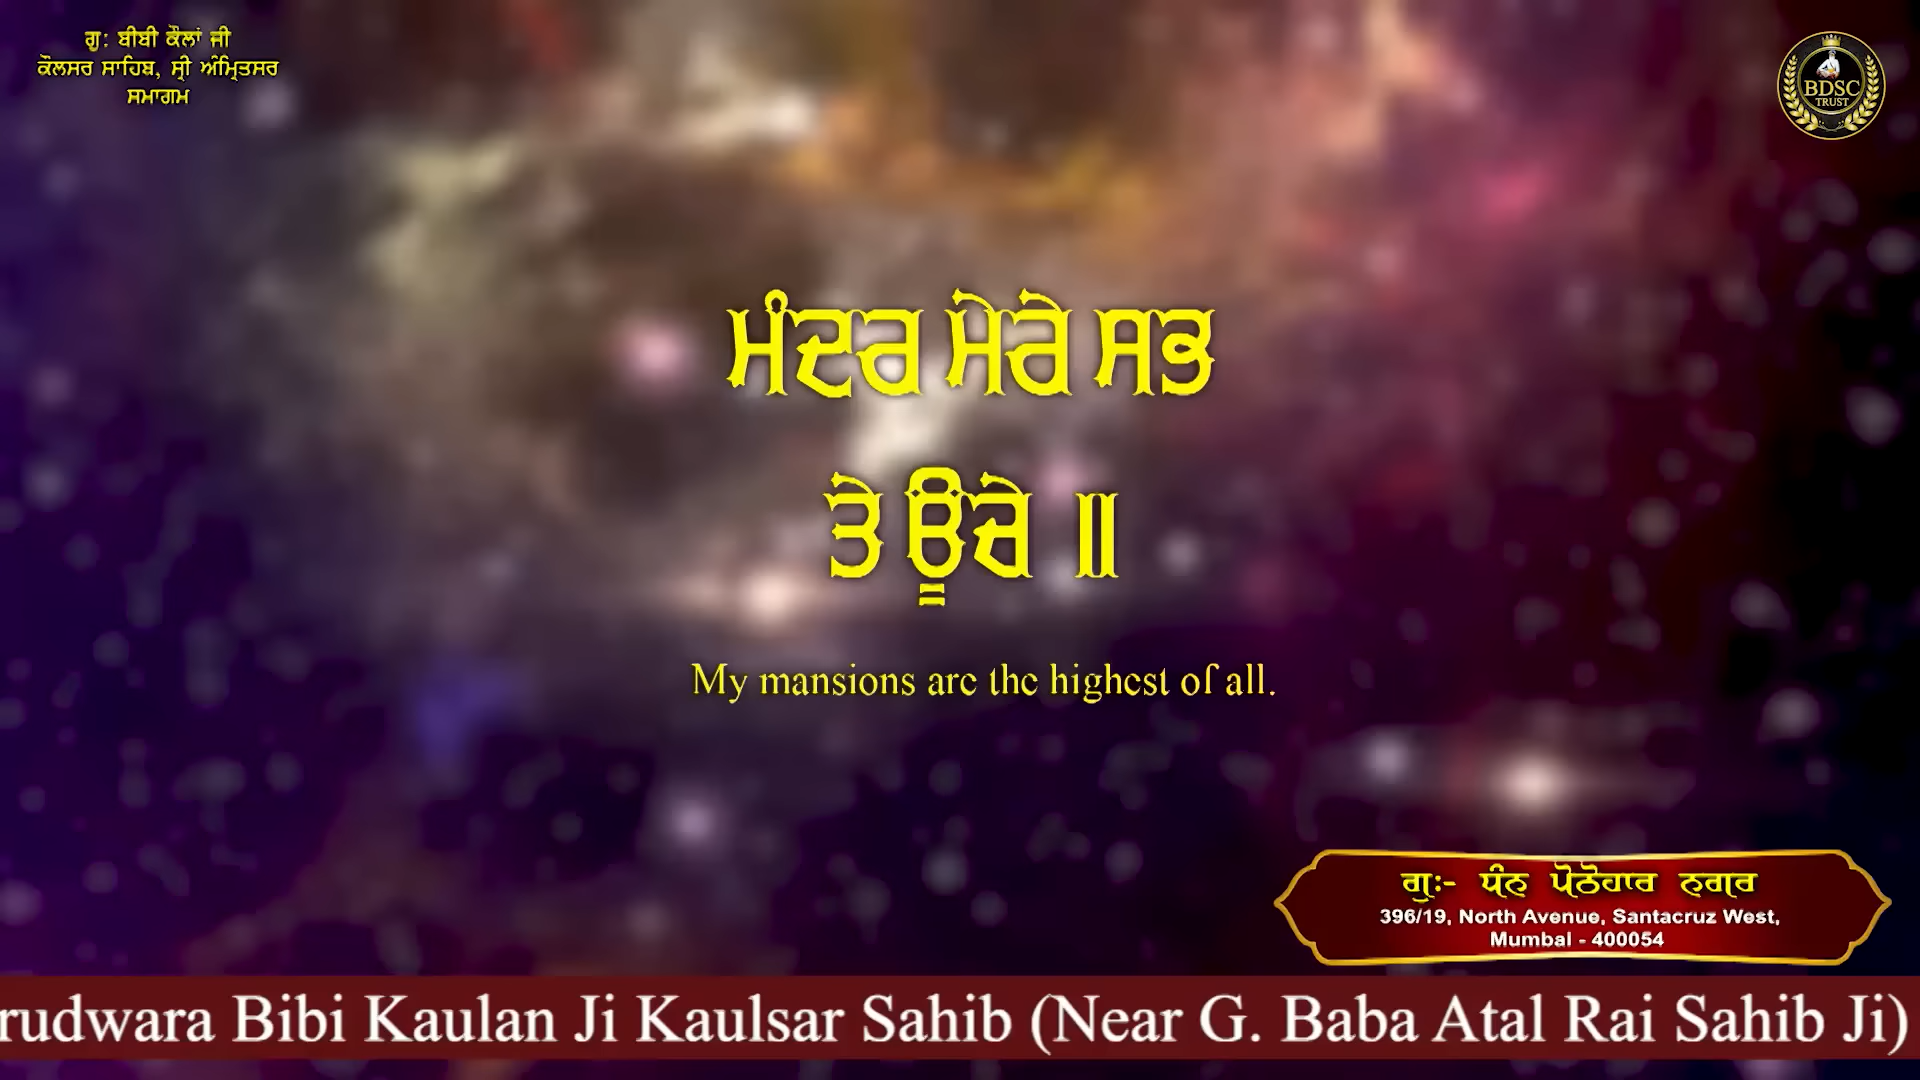 ਗੁ: ਬੀਬੀ ਕੌਲਾਂ ਜੀ
ਕੌਲਸਰ ਸਾਹਿਬ, ਸ੍ਰੀ ਅੰਮ੍ਰਿਤਸਰ
ਸਮਾਗਮ
BDSC
TRUST
ਮੰਦਰ ਮੇਰੇ ਸਭ
ਤੇ ਊਚੇ ॥
My mansions are the highest of all.
ਗੁ:- ਧੰਨ ਪੋਠੋਹਾਰ ਨਗਰ
396/19, North Avenue, Santacruz West,
Mumbai - 400054
rudwara Bibi Kaulan Ji Kaulsar Sahib (Near G. Baba Atal Rai Sahib Ji)